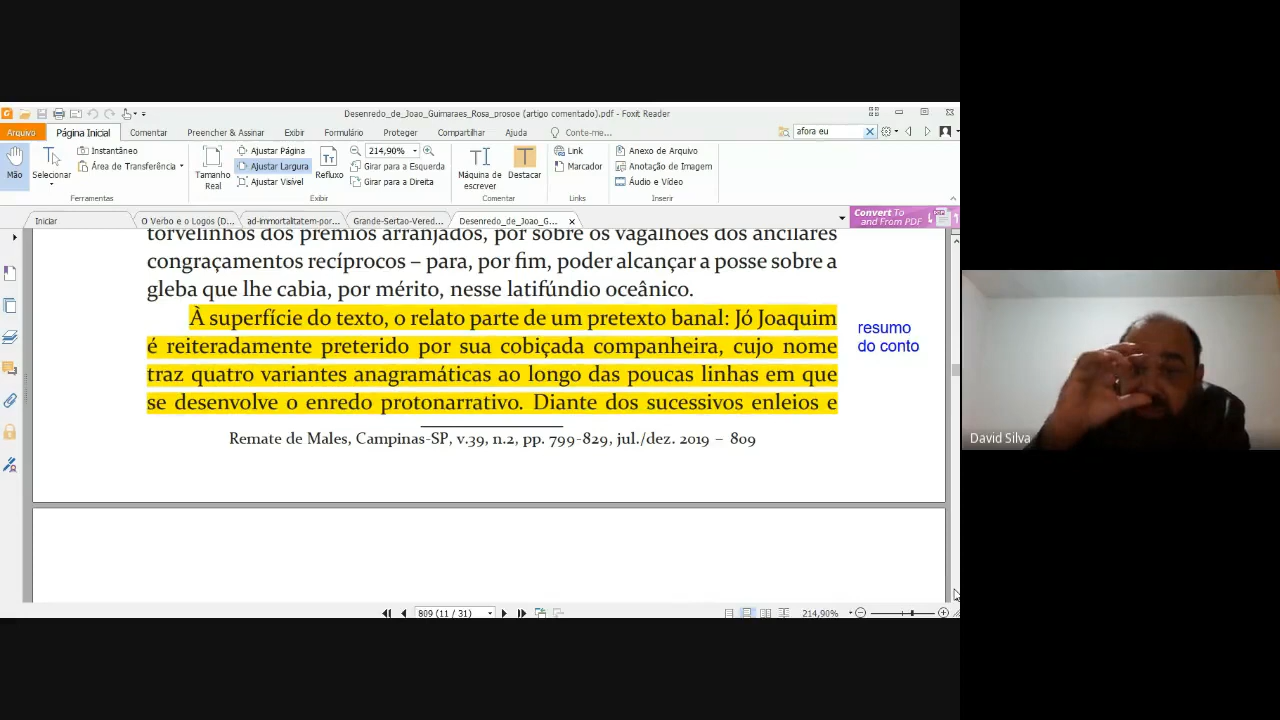 Desenredo_de_Joao_Guimaraes_Rosa_prosoe (artigo comentado).pdf - Foxit Reader
Arquivo Página Inicial Comentar Preencher & Assinar Exibir Formulário Proteger Compartilhar Ajuda Conte-me... afora eu
Mão
Selecionar
Instantâneo
Área de Transferência
Ferramentas
Tamanho
Real
Ajustar Página
Ajustar Largura
Ajustar Visível
Refluxo
214,90%
Girar para a Esquerda
Girar para a Direita
Exibir
Máquina de
escrever
Destacar
Comentar
Link
Marcador
Links
Anexo de Arquivo
Anotação de Imagem
Áudio e Vídeo
Inserir
Iniciar O Verbo e o Logos (D... ad-immortalitatem-por... Grande-Sertao-Vered... Desenredo_de_Joao_G...
Convert To
and From PDF
torvelinhos dos prêmios arranjados, por sobre os vagalhões dos ancilares
congraçamentos recíprocos – para, por fim, poder alcançar a posse sobre a
gleba que lhe cabia, por mérito, nesse latifúndio oceânico.
À superfície do texto, o relato parte de um pretexto banal: Jó Joaquim
é reiteradamente preterido por sua cobiçada companheira, cujo nome
traz quatro variantes anagramáticas ao longo das poucas linhas em que
se desenvolve o enredo protonarrativo. Diante dos sucessivos enleios e
resumo
do conto
Remate de Males, Campinas-SP, v.39, n.2, pp. 799-829, jul./dez. 2019 – 809
809 (11 / 31)
214,90%
David Silva